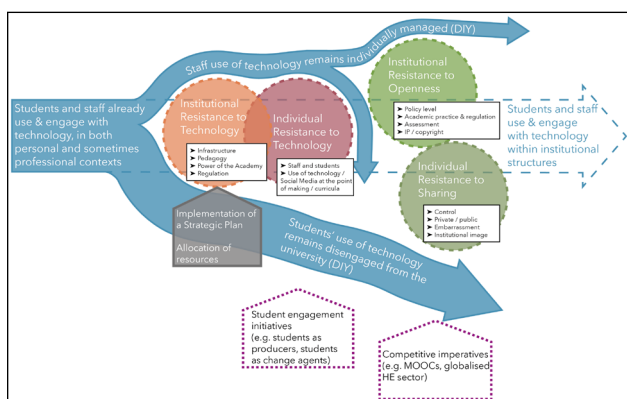 Students and staff already
use & engage with
technology, in both
personal and sometimes
professional contexts
Staff use of technology remains individually managed (DIY)
Institutional
Resistance to
Technology
➤ Infrastructure
➤ Pedagogy
➤ Power of the Academy
➤ Regulation
Individual
Resistance to
Technology
➤ Staff and students
➤ Use of technology /
Social Media at the point
of making / curricula
Institutional
Resistance to
Openness
➤ Policy level
➤ Academic practice & regulation
➤ Assessment
➤ IP / copyright
Individual
Resistance to
Sharing
➤ Control
➤ Private / public
➤ Embarressment
➤ Institutional image
Students and staff
use & engage
with technology
within institutional
structures
Implementation of
a Strategic Plan
Allocation of
resources
Students' use of technology
remains disengaged from the
university (DIY)
Student engagement
initiatives
(e.g. students as
producers, students
as change agents)
Competitive imperatives
(e.g. MOOCs, globalised
HE sector)